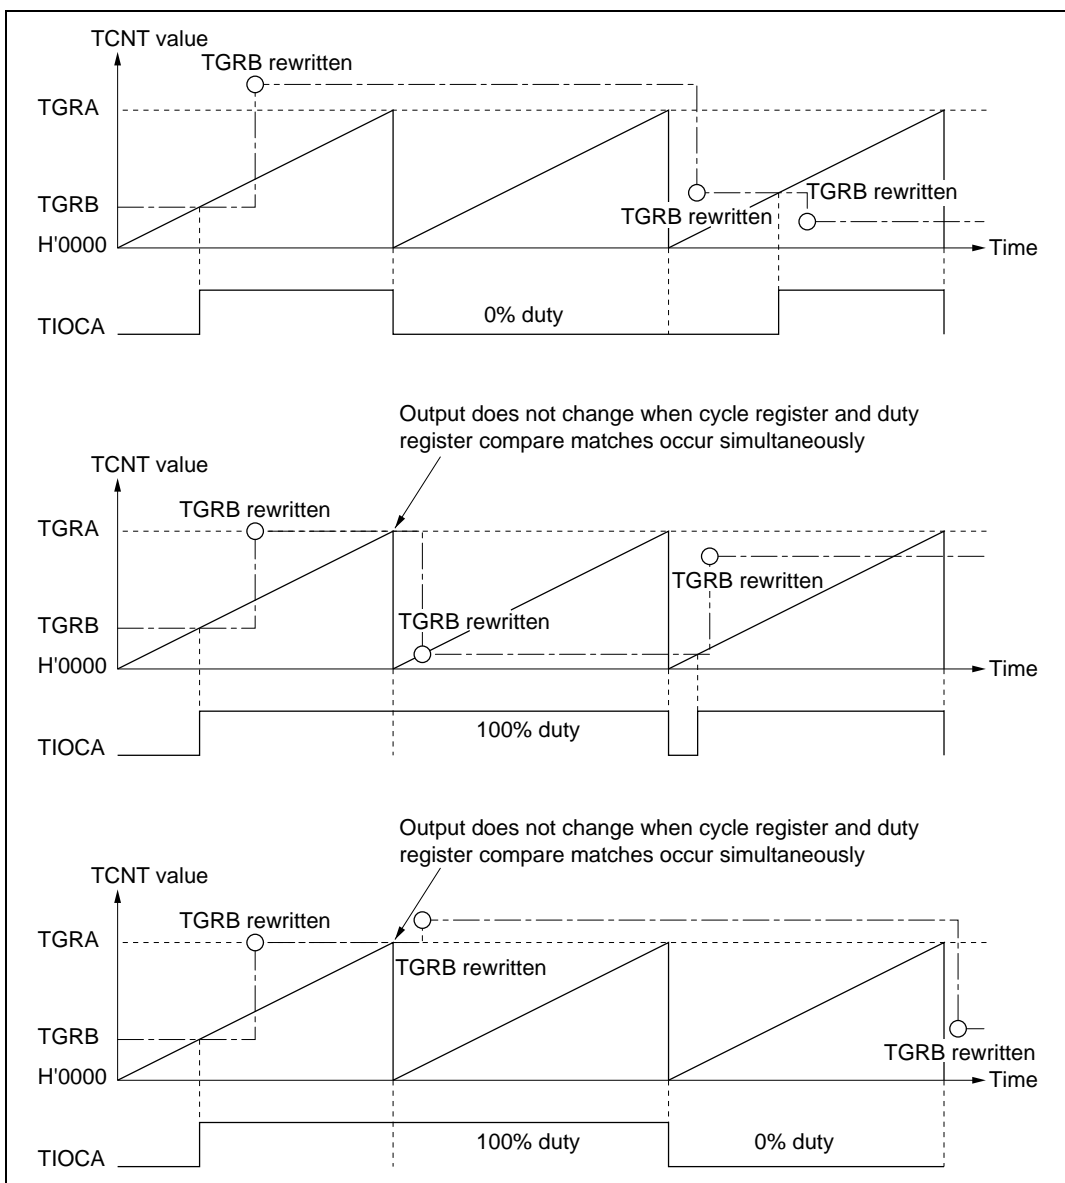 TCNT value
TGRB rewritten
TGRA
TGRB
TGRB rewritten
TGRB rewritten
H'0000
Time
0% duty
TIOCA
Output does not change when cycle register and duty
register compare matches occur simultaneously
TCNT value
TGRB rewritten
TGRA
TGRB rewritten
TGRB
TGRB rewritten
H'0000
Time
100% duty
TIOCA
Output does not change when cycle register and duty
register compare matches occur simultaneously
TCNT value
TGRB rewritten
TGRA
TGRB rewritten
TGRB
TGRB rewritten
H'0000
Time
100% duty
0% duty
TIOCA